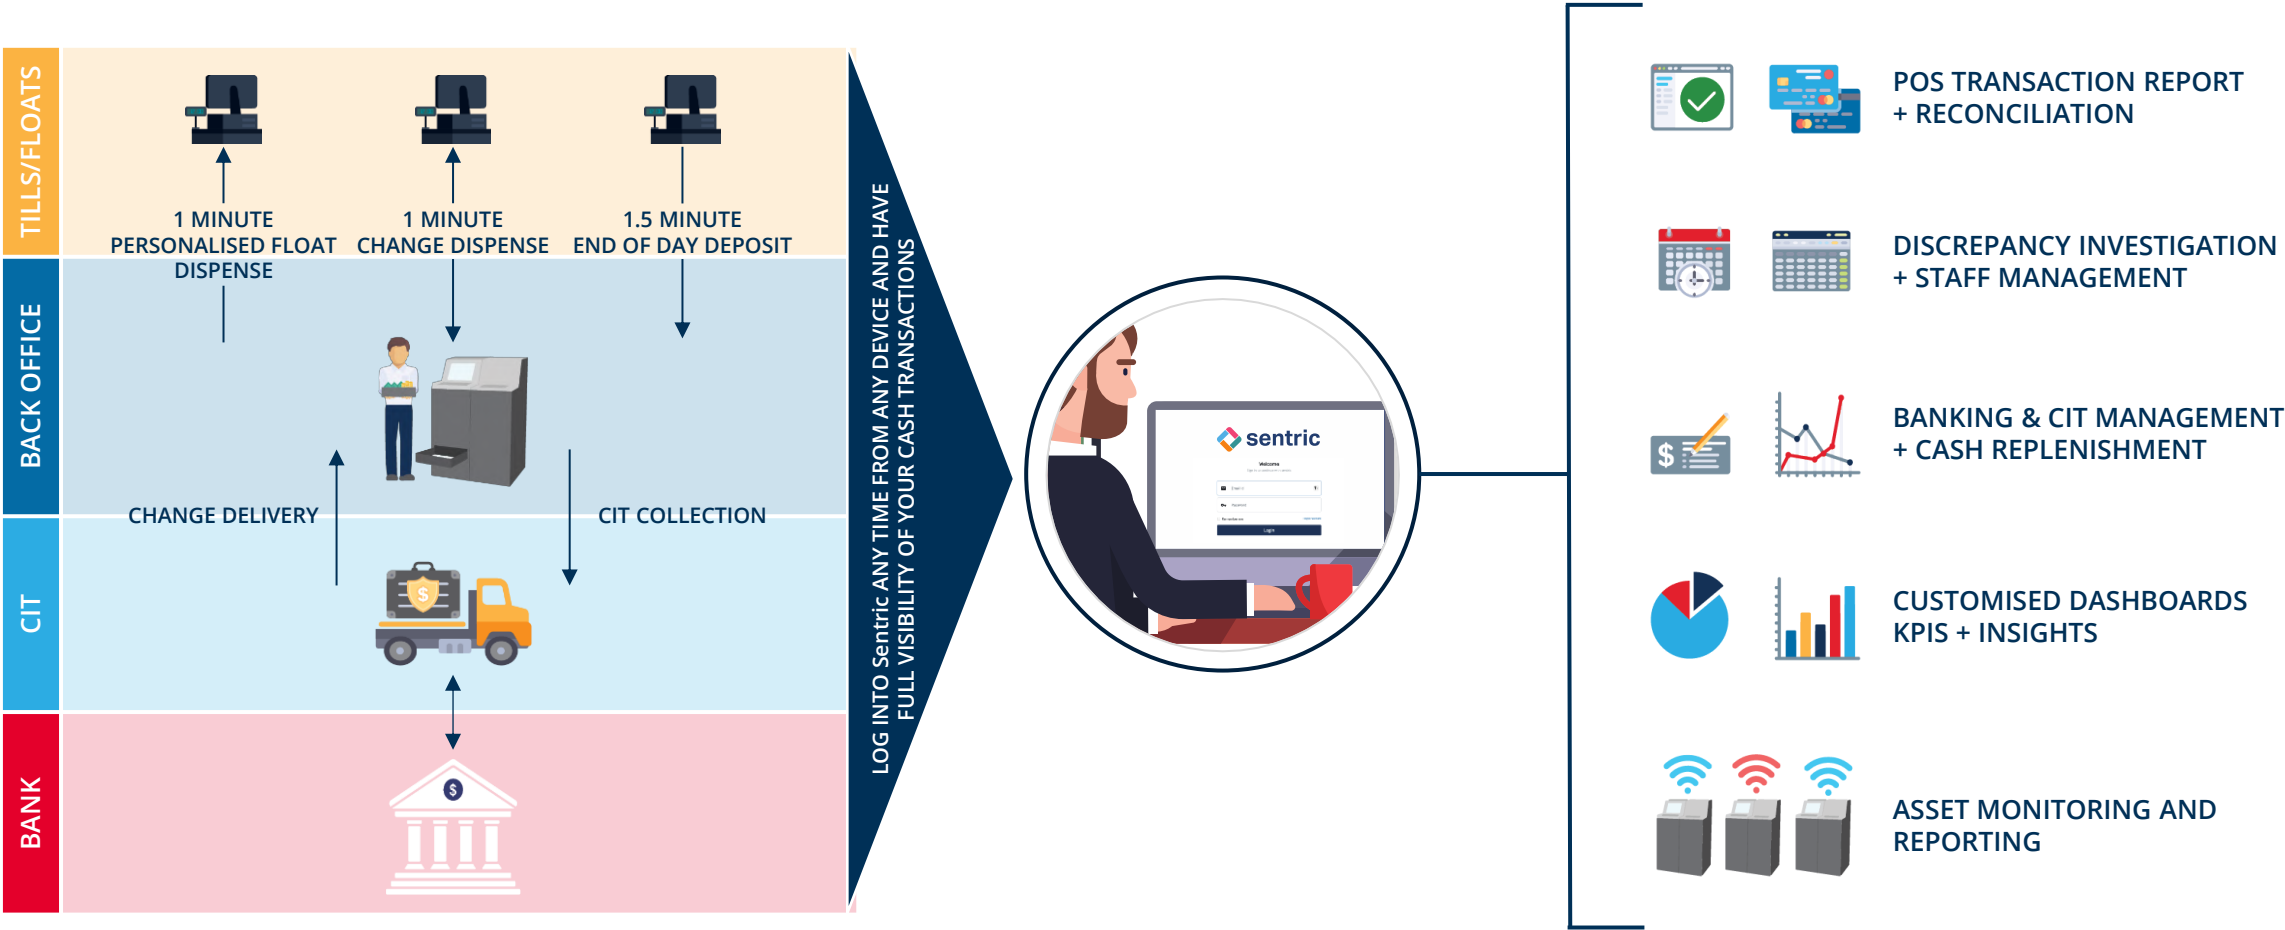 TILLS/FLOATS
1 MINUTE
PERSONALISED FLOAT
DISPENSE
1 MINUTE
CHANGE DISPENSE
1.5 MINUTE
END OF DAY DEPOSIT
BACK OFFICE
CHANGE DELIVERY
CIT COLLECTION
CIT
$
BANK
$
LOG INTO Sentric ANY TIME FROM ANY DEVICE AND HAVE
FULL VISIBILITY OF YOUR CASH TRANSACTIONS
sentric
Welcome
Login
POS TRANSACTION REPORT
+ RECONCILIATION
DISCREPANCY INVESTIGATION
+ STAFF MANAGEMENT
$
BANKING & CIT MANAGEMENT
+ CASH REPLENISHMENT
CUSTOMISED DASHBOARDS
KPIS + INSIGHTS
ASSET MONITORING AND
REPORTING